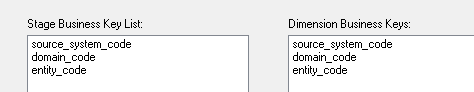 Stage Business Key List:
source_system_code
domain_code
entity_code
Dimension Business Keys:
source_system_code
domain_code
entity_code